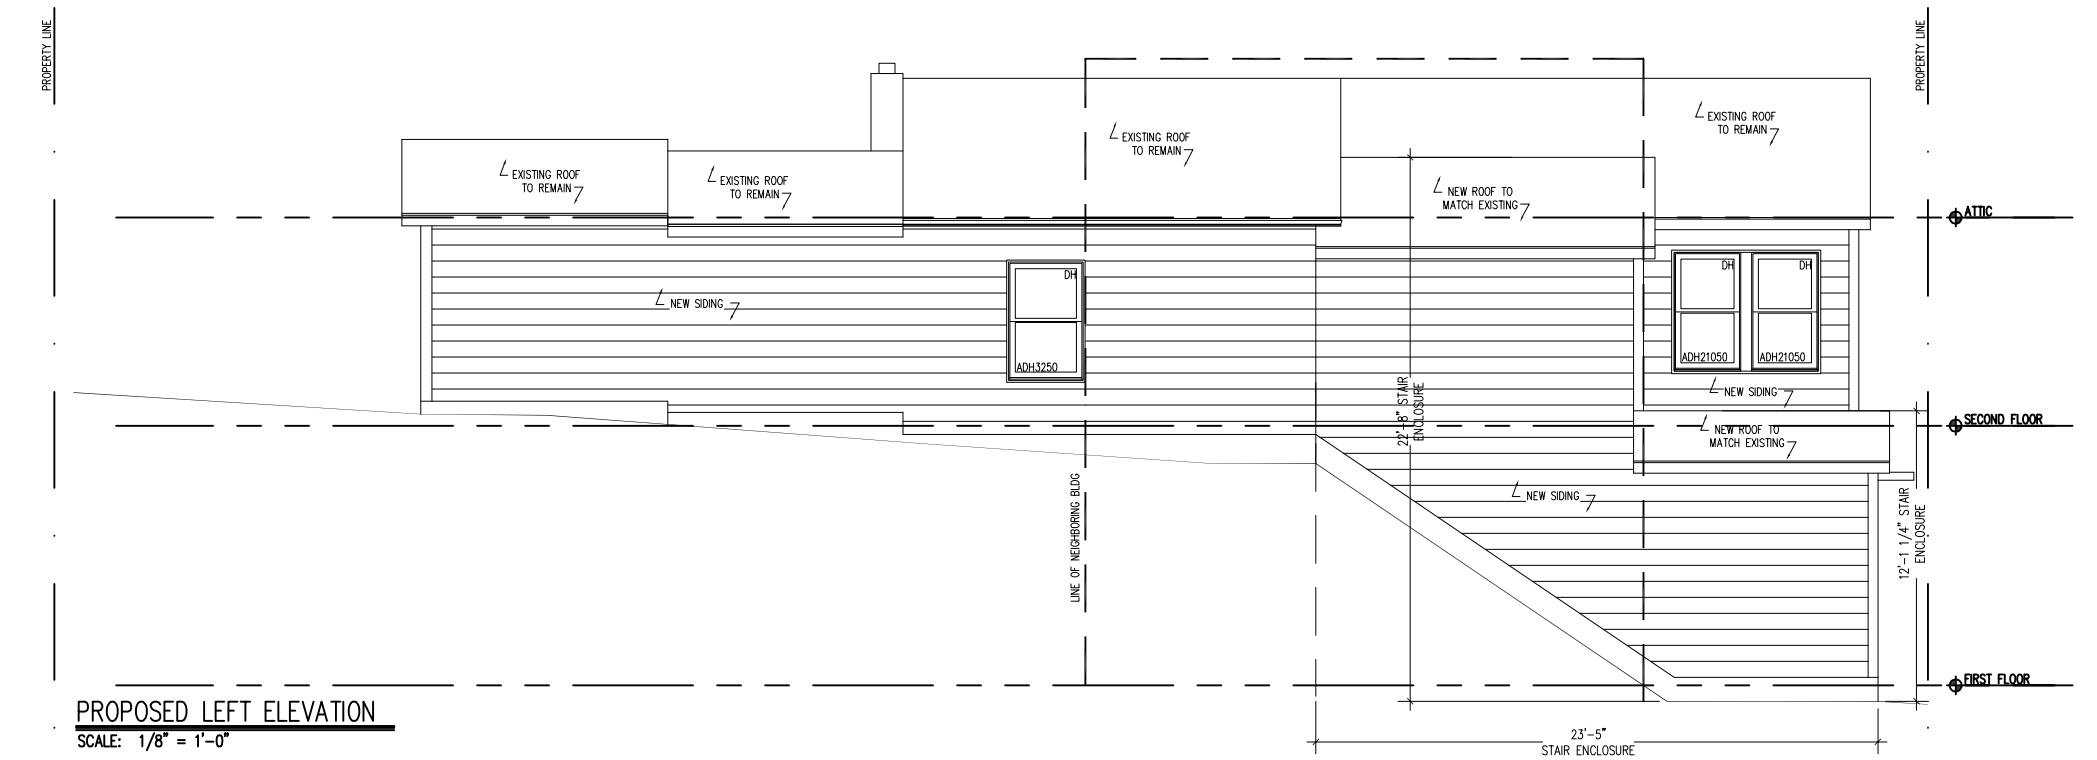 PROPERTY LINE
PROPERTY LINE
EXISTING ROOF
TO REMAIN
EXISTING ROOF
TO REMAIN
EXISTING ROOF
TO REMAIN
EXISTING ROOF
TO REMAIN
NEW ROOF TO
MATCH EXISTING
ATTIC
DH
DH
DH
NEW SIDING
ADH3250
ADH21050
ADH21050
NEW SIDING
22'-8" STAIR
ENCLOSURE
SECOND FLOOR
NEW ROOF TO
MATCH EXISTING
NEW SIDING
LINE OF NEIGHBORING BLDG
12'-1 1/4" STAIR
ENCLOSURE
FIRST FLOOR
PROPOSED LEFT ELEVATION
SCALE: 1/8" = 1'-0"
23'-5"
STAIR ENCLOSURE